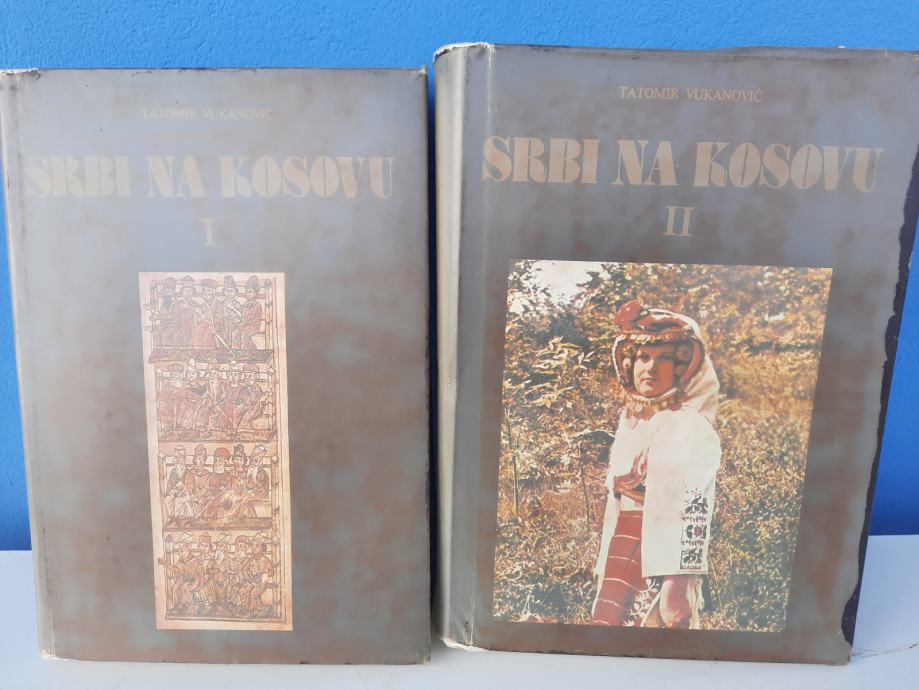 TATOMIR VUKANOVIĆ
SRBI NA KOSOVU
I
TATOMIR VUKANOVIĆ
SRBI NA KOSOVU
II